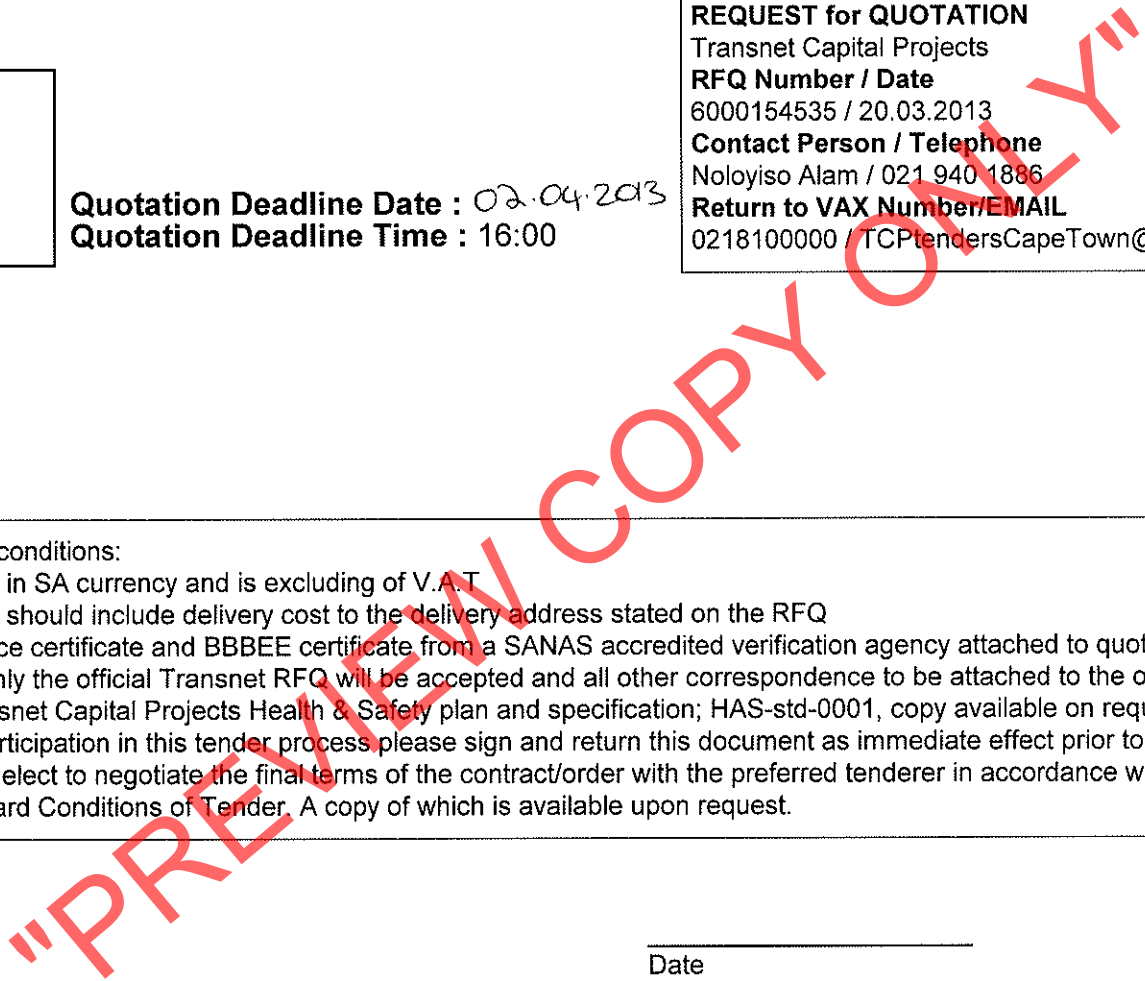 REQUEST for QUOTATION
Transnet Capital Projects
RFQ Number / Date
6000154535 / 20.03.2013
Contact Person / Telephone
Noloyiso Alam / 021 940 1886
Return to VAX Number/EMAIL
0218100000 / TCPtendersCapeTown@
Quotation Deadline Date : 02.04.2013
Quotation Deadline Time : 16:00
conditions:
in SA currency and is excluding of V.A.T
should include delivery cost to the delivery address stated on the RFQ
ce certificate and BBBEE certificate from a SANAS accredited verification agency attached to quot
nly the official Transnet RFQ will be accepted and all other correspondence to be attached to the o
snet Capital Projects Health & Safety plan and specification; HAS-std-0001, copy available on requ
rticipation in this tender process please sign and return this document as immediate effect prior to
elect to negotiate the final terms of the contract/order with the preferred tenderer in accordance w
ard Conditions of Tender. A copy of which is available upon request.
Date
"PREVIEW COPY ONLY"